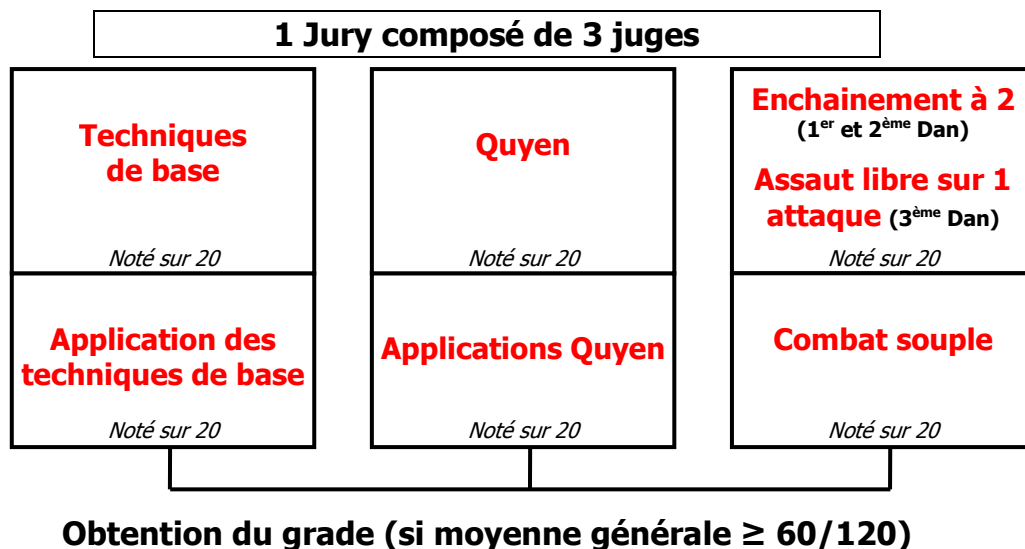 1 Jury composé de 3 juges
Techniques
de base
Noté sur 20
Application des
techniques de base
Noté sur 20
Quyen
Noté sur 20
Applications Quyen
Noté sur 20
Enchainement à 2
(1er et 2ème Dan)
Assaut libre sur 1
attaque (3ème Dan)
Noté sur 20
Combat souple
Noté sur 20
Obtention du grade (si moyenne générale ≥ 60/120)